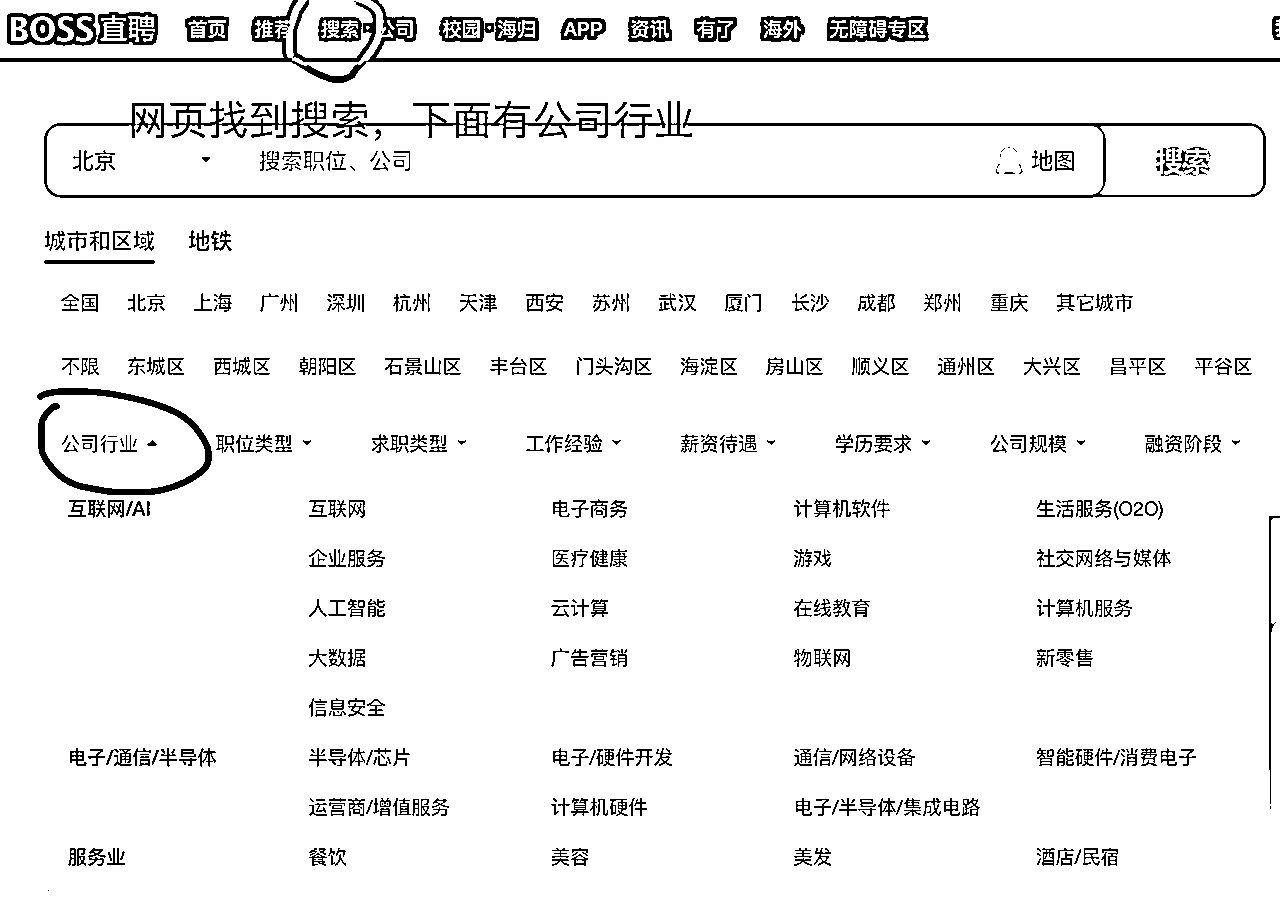 BOSS直聘 首页 推荐 搜索·公司 校园·海归 APP 资讯 有了 海外 无障碍专区
网页找到搜索，下面有公司行业
北京 搜索职位、公司 地图 搜索
城市和区域 地铁
全国 北京 上海 广州 深圳 杭州 天津 西安 苏州 武汉 厦门 长沙 成都 郑州 重庆 其它城市
不限 东城区 西城区 朝阳区 石景山区 丰台区 门头沟区 海淀区 房山区 顺义区 通州区 大兴区 昌平区 平谷区
公司行业 职位类型 求职类型 工作经验 薪资待遇 学历要求 公司规模 融资阶段
互联网/AI 互联网 电子商务 计算机软件 生活服务(O2O)
企业服务 医疗健康 游戏 社交网络与媒体
人工智能 云计算 在线教育 计算机服务
大数据 广告营销 物联网 新零售
信息安全
电子/通信/半导体 半导体/芯片 电子/硬件开发 通信/网络设备 智能硬件/消费电子
运营商/增值服务 计算机硬件 电子/半导体/集成电路
服务业 餐饮 美容 美发 酒店/民宿